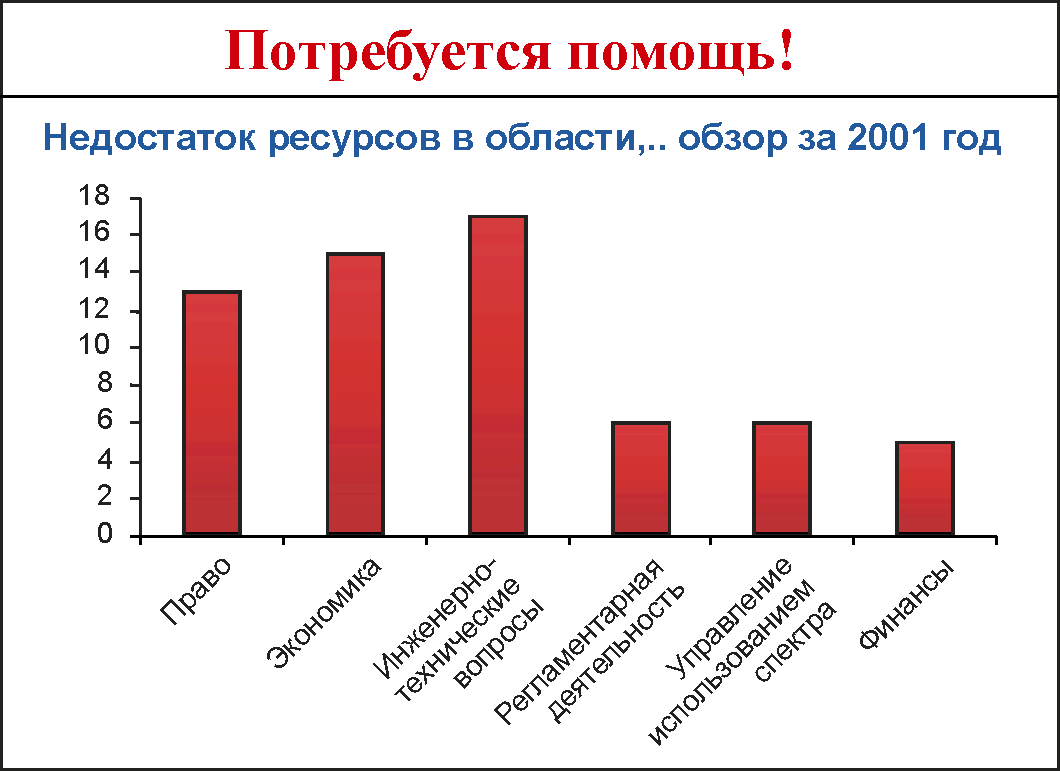 Потребуется помощь!
Недостаток ресурсов в области,.. обзор за 2001 год
18
16
14
12
10
8
6
4
2
0
Право
Экономика
Инженерно-
технические
вопросы
Регламентарная
деятельность
Управление
использованием
спектра
Финансы